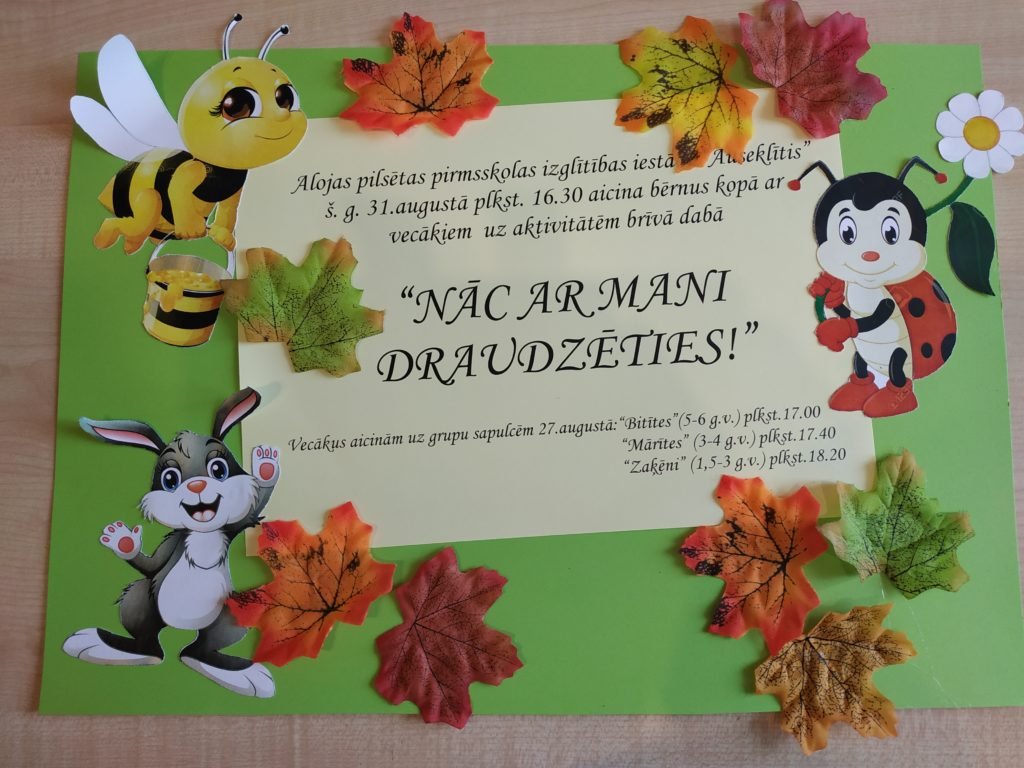 Alojas pilsētas pirmsskolas izglītības iestā Auseklītis”
š. g. 31.augustā plkst. 16.30 aicina bērnus kopā ar
vecākiem uz aktivitātēm brīvā dabā
“NĀC AR MANI
DRAUDZĒTIES!”
Vecākus aicinām uz grupu sapulcēm 27.augustā:“Bitītes”(5-6 g.v.) plkst.17.00
“Mārītes” (3-4 g.v.) plkst.17.40
“Zaķēni” (1,5-3 g.v.) plkst.18.20